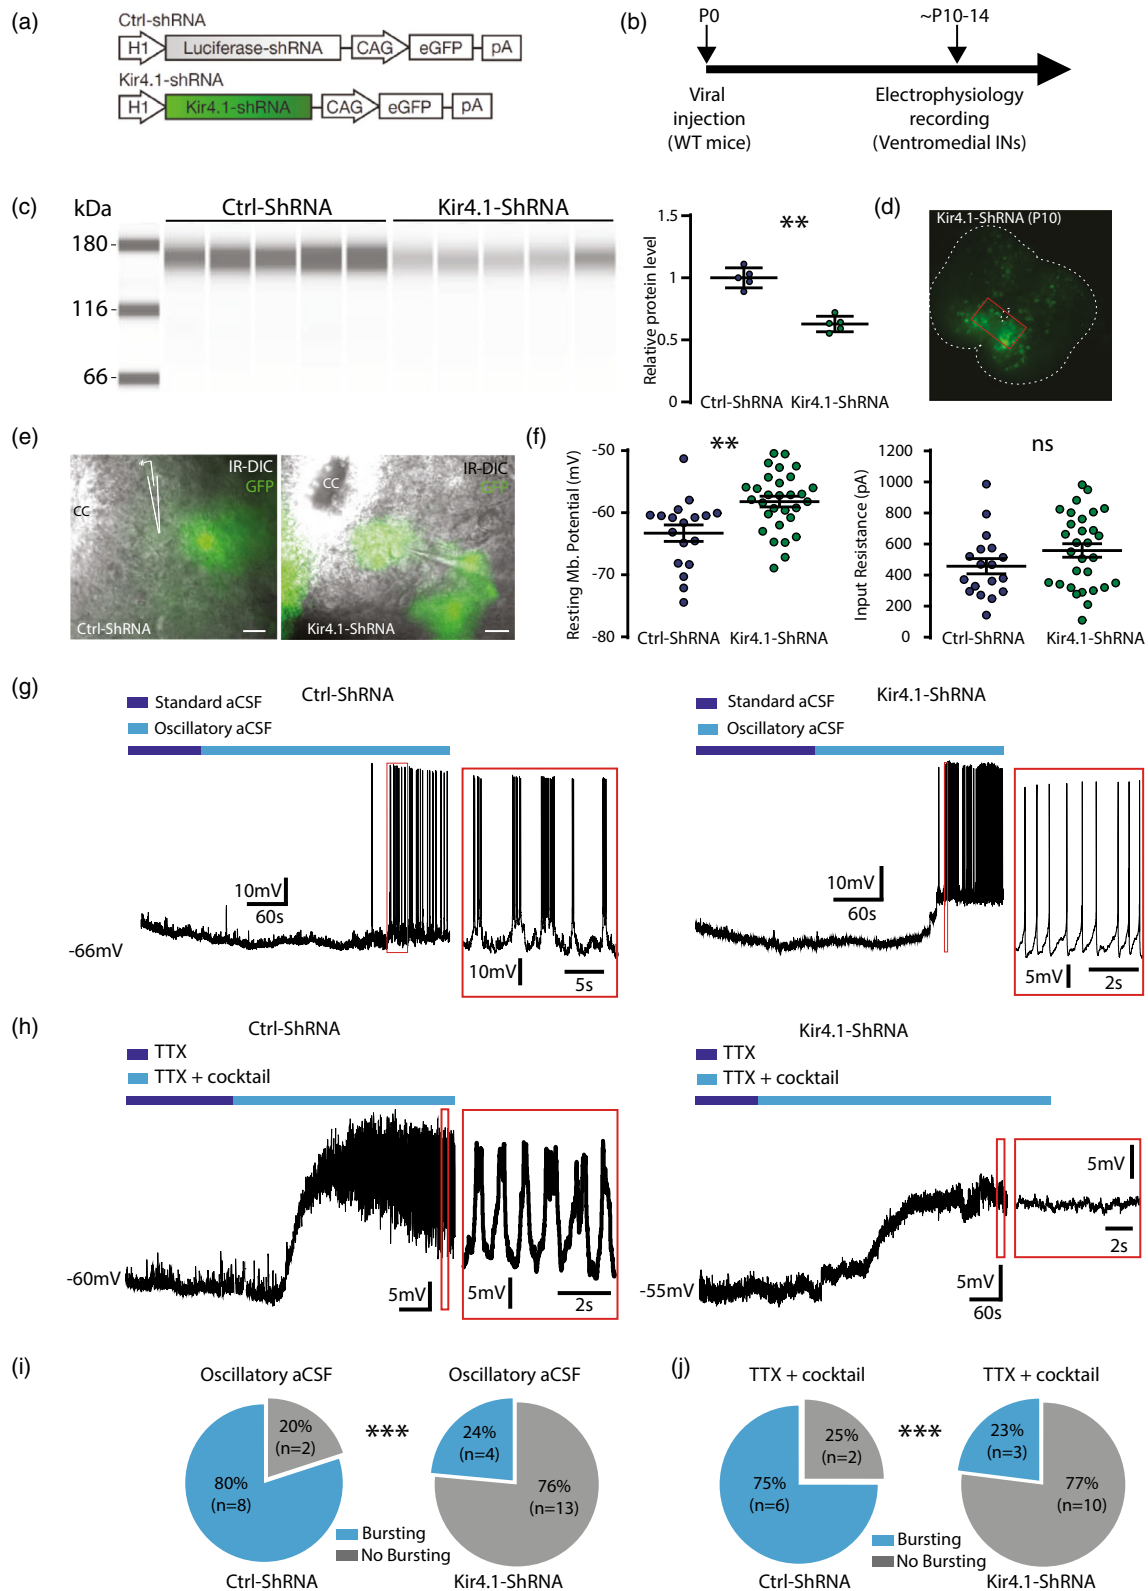 (a)
Ctrl-shRNA
H1 Luciferase-shRNA CAG eGFP pA
Kir4.1-shRNA
H1 Kir4.1-shRNA CAG eGFP pA
(b)
P0 ~P10-14
Viral injection (WT mice)
Electrophysiology recording (Ventromedial INs)
(c)
kDa
Ctrl-ShRNA Kir4.1-ShRNA
180-
116-
66-
Relative protein level
1.5
1
0.5
0
**
Ctrl-ShRNA Kir4.1-ShRNA
(d)
Kir4.1-ShRNA (P10)
(e)
IR-DIC
GFP
CC
Ctrl-ShRNA
IR-DIC
GFP
CC
Kir4.1-ShRNA
(f)
Resting Mb. Potential (mV)
-50
-60
-70
-80
**
Ctrl-ShRNA Kir4.1-ShRNA
Input Resistance (pA)
1200
1000
800
600
400
200
0
ns
Ctrl-ShRNA Kir4.1-ShRNA
(g)
Ctrl-ShRNA
Standard aCSF
Oscillatory aCSF
10mV
60s
-66mV
10mV
5s
Kir4.1-ShRNA
Standard aCSF
Oscillatory aCSF
10mV
60s
5mV
2s
(h)
Ctrl-ShRNA
TTX
TTX + cocktail
-60mV
5mV
5mV
2s
Kir4.1-ShRNA
TTX
TTX + cocktail
-55mV
5mV
60s
5mV
2s
(i)
Oscillatory aCSF
20%
(n=2)
80%
(n=8)
Ctrl-ShRNA
***
Oscillatory aCSF
24%
(n=4)
76%
(n=13)
Kir4.1-ShRNA
Bursting
No Bursting
(j)
TTX + cocktail
25%
(n=2)
75%
(n=6)
Ctrl-ShRNA
***
TTX + cocktail
23%
(n=3)
77%
(n=10)
Kir4.1-ShRNA
Bursting
No Bursting